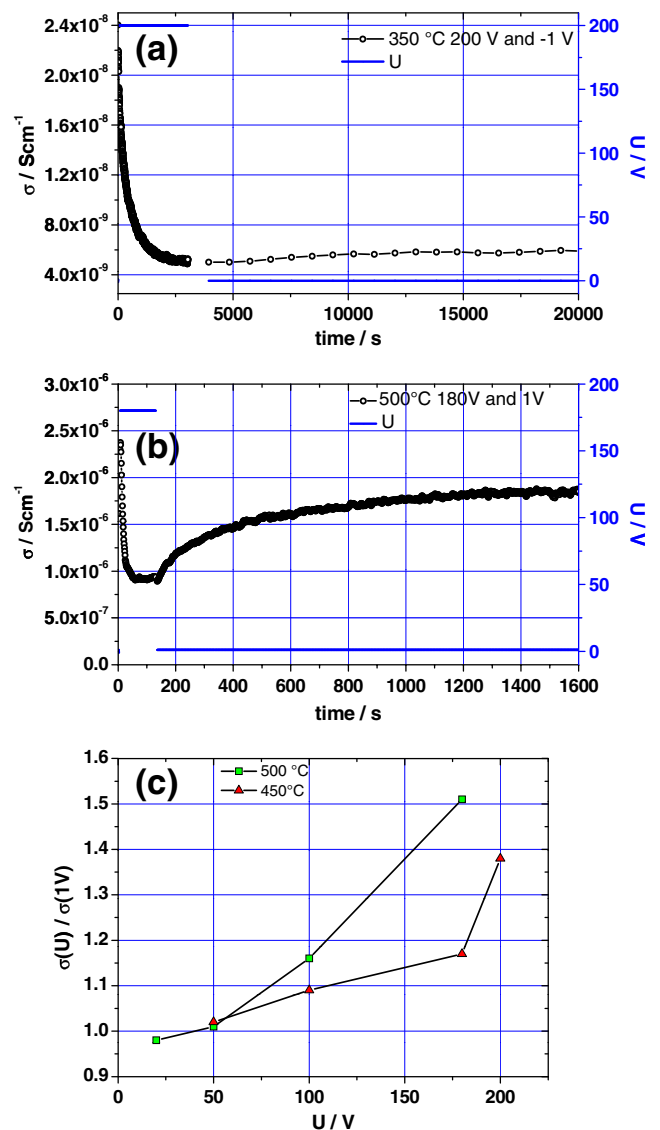 (a)
350 °C 200 V and -1 V
U
2.4x10-8
2.0x10-8
1.6x10-8
1.2x10-8
8.0x10-9
4.0x10-9
σ / Scm-1
200
150
100
50
0
U / V
0 5000 10000 15000 20000
time / s
(b)
500°C 180V and 1V
U
3.0x10-6
2.5x10-6
2.0x10-6
1.5x10-6
1.0x10-6
5.0x10-7
0.0
σ / Scm-1
200
150
100
50
0
U / V
0 200 400 600 800 1000 1200 1400 1600
time / s
(c)
500 °C
450°C
1.6
1.5
1.4
1.3
1.2
1.1
1.0
0.9
σ(U) / σ(1V)
0 50 100 150 200
U / V